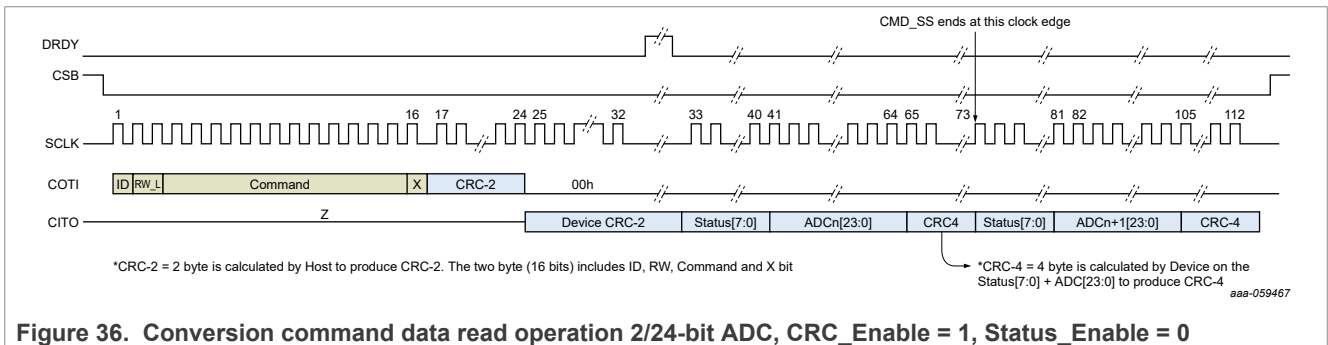 CMD_SS ends at this clock edge
DRDY
CSB
1 16 17 24 25 32 33 40 41 64 65 73 81 82 105 112
SCLK
COTI ID RW_L Command X CRC-2 00h
CITO Z Device CRC-2 Status[7:0] ADCn[23:0] CRC4 Status[7:0] ADCn+1[23:0] CRC-4
*CRC-2 = 2 byte is calculated by Host to produce CRC-2. The two byte (16 bits) includes ID, RW, Command and X bit
*CRC-4 = 4 byte is calculated by Device on the
Status[7:0] + ADC[23:0] to produce CRC-4
aaa-059467
Figure 36. Conversion command data read operation 2/24-bit ADC, CRC_Enable = 1, Status_Enable = 0